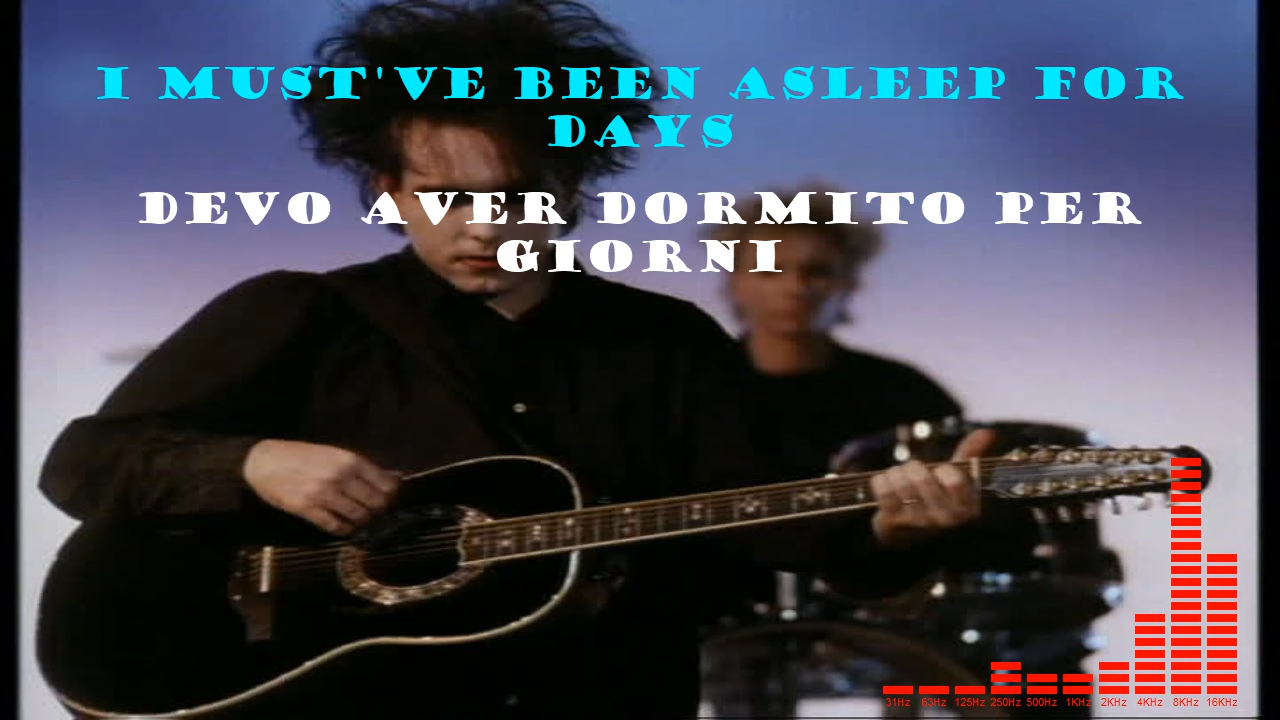 I MUST'VE BEEN ASLEEP FOR
DAYS
DEVO AVER DORMITO PER
GIORNI
31Hz 63Hz 125Hz 250Hz 500Hz 1KHz 2KHz 4KHz 8KHz 16KHz